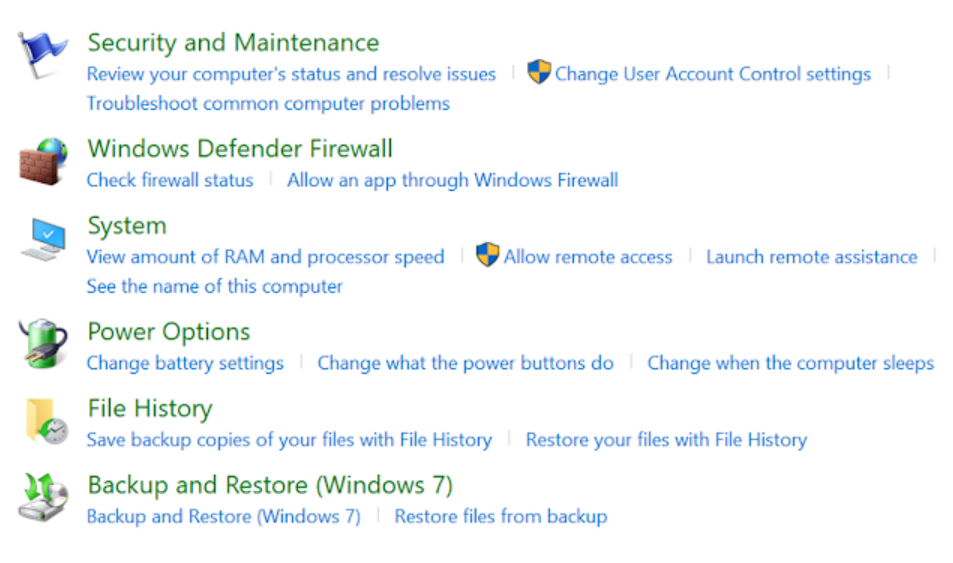 Security and Maintenance
Review your computer's status and resolve issues | Change User Account Control settings |
Troubleshoot common computer problems
Windows Defender Firewall
Check firewall status | Allow an app through Windows Firewall
System
View amount of RAM and processor speed | Allow remote access | Launch remote assistance |
See the name of this computer
Power Options
Change battery settings | Change what the power buttons do | Change when the computer sleeps
File History
Save backup copies of your files with File History | Restore your files with File History
Backup and Restore (Windows 7)
Backup and Restore (Windows 7) | Restore files from backup